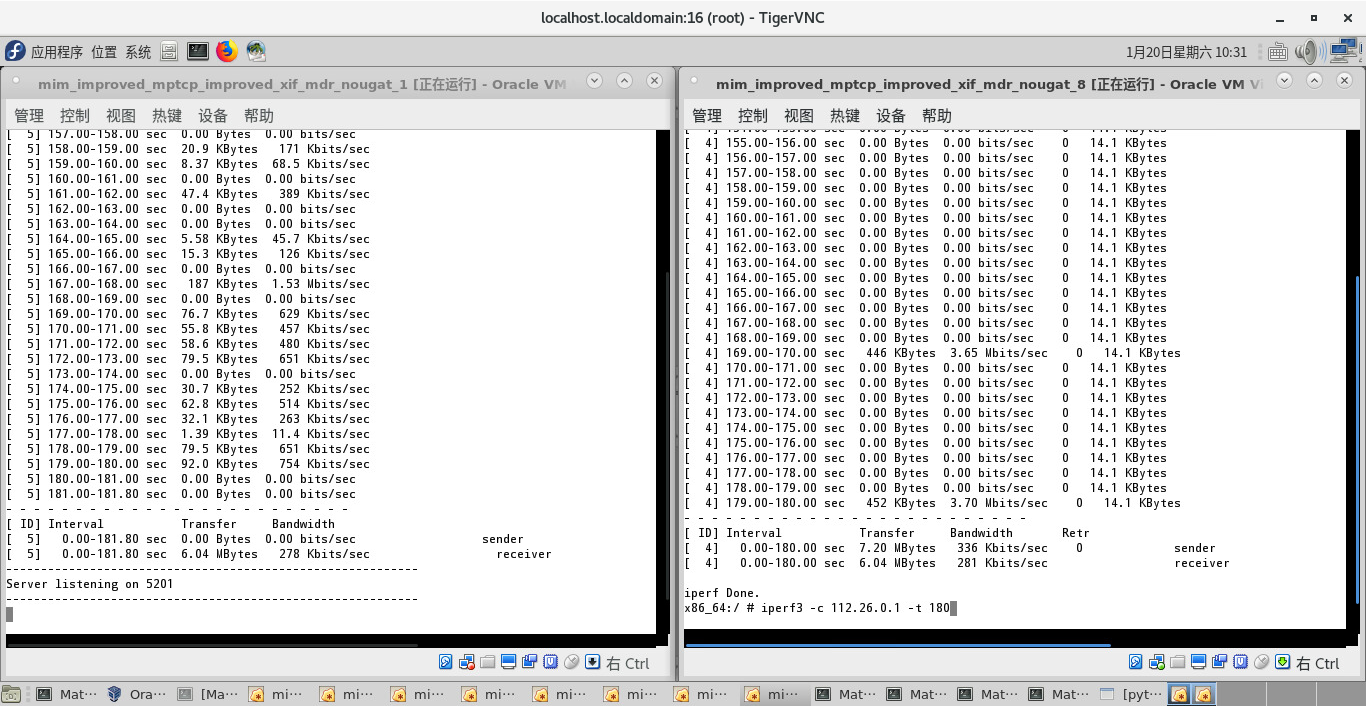 localhost.localdomain:16 (root) - TigerVNC
应用程序 位置 系统
1月20日星期六 10:31
mim_improved_mptcp_improved_xif_mdr_nougat_1 [正在运行] - Oracle VM
管理 控制 视图 热键 设备 帮助
[  5] 157.00-158.00 sec  0.00 Bytes  0.00 bits/sec
[  5] 158.00-159.00 sec  20.9 KBytes   171 Kbits/sec
[  5] 159.00-160.00 sec  8.37 KBytes  68.5 Kbits/sec
[  5] 160.00-161.00 sec  0.00 Bytes  0.00 bits/sec
[  5] 161.00-162.00 sec  47.4 KBytes   389 Kbits/sec
[  5] 162.00-163.00 sec  0.00 Bytes  0.00 bits/sec
[  5] 163.00-164.00 sec  0.00 Bytes  0.00 bits/sec
[  5] 164.00-165.00 sec  5.58 KBytes  45.7 Kbits/sec
[  5] 165.00-166.00 sec  15.3 KBytes   126 Kbits/sec
[  5] 166.00-167.00 sec  0.00 Bytes  0.00 bits/sec
[  5] 167.00-168.00 sec   187 KBytes  1.53 Mbits/sec
[  5] 168.00-169.00 sec  0.00 Bytes  0.00 bits/sec
[  5] 169.00-170.00 sec  76.7 KBytes   629 Kbits/sec
[  5] 170.00-171.00 sec  55.8 KBytes   457 Kbits/sec
[  5] 171.00-172.00 sec  58.6 KBytes   480 Kbits/sec
[  5] 172.00-173.00 sec  79.5 KBytes   651 Kbits/sec
[  5] 173.00-174.00 sec  0.00 Bytes  0.00 bits/sec
[  5] 174.00-175.00 sec  30.7 KBytes   252 Kbits/sec
[  5] 175.00-176.00 sec  62.8 KBytes   514 Kbits/sec
[  5] 176.00-177.00 sec  32.1 KBytes   263 Kbits/sec
[  5] 177.00-178.00 sec  1.39 KBytes  11.4 Kbits/sec
[  5] 178.00-179.00 sec  79.5 KBytes   651 Kbits/sec
[  5] 179.00-180.00 sec  92.0 KBytes   754 Kbits/sec
[  5] 180.00-181.00 sec  0.00 Bytes  0.00 bits/sec
[  5] 181.00-181.80 sec  0.00 Bytes  0.00 bits/sec
- - - - - - - - - - - - - - - - - - - - - - - - -
[ ID] Interval           Transfer     Bandwidth
[  5]   0.00-181.80 sec  0.00 Bytes  0.00 bits/sec                  sender
[  5]   0.00-181.80 sec  6.04 MBytes   278 Kbits/sec                  receiver
-----------------------------------------------------------
Server listening on 5201
-----------------------------------------------------------
右 Ctrl
mim_improved_mptcp_improved_xif_mdr_nougat_8 [正在运行] - Oracle VM Vi
管理 控制 视图 热键 设备 帮助
[  4] 154.00-155.00 sec  0.00 Bytes  0.00 bits/sec    0   14.1 KBytes
[  4] 155.00-156.00 sec  0.00 Bytes  0.00 bits/sec    0   14.1 KBytes
[  4] 156.00-157.00 sec  0.00 Bytes  0.00 bits/sec    0   14.1 KBytes
[  4] 157.00-158.00 sec  0.00 Bytes  0.00 bits/sec    0   14.1 KBytes
[  4] 158.00-159.00 sec  0.00 Bytes  0.00 bits/sec    0   14.1 KBytes
[  4] 159.00-160.00 sec  0.00 Bytes  0.00 bits/sec    0   14.1 KBytes
[  4] 160.00-161.00 sec  0.00 Bytes  0.00 bits/sec    0   14.1 KBytes
[  4] 161.00-162.00 sec  0.00 Bytes  0.00 bits/sec    0   14.1 KBytes
[  4] 162.00-163.00 sec  0.00 Bytes  0.00 bits/sec    0   14.1 KBytes
[  4] 163.00-164.00 sec  0.00 Bytes  0.00 bits/sec    0   14.1 KBytes
[  4] 164.00-165.00 sec  0.00 Bytes  0.00 bits/sec    0   14.1 KBytes
[  4] 165.00-166.00 sec  0.00 Bytes  0.00 bits/sec    0   14.1 KBytes
[  4] 166.00-167.00 sec  0.00 Bytes  0.00 bits/sec    0   14.1 KBytes
[  4] 167.00-168.00 sec  0.00 Bytes  0.00 bits/sec    0   14.1 KBytes
[  4] 168.00-169.00 sec  0.00 Bytes  0.00 bits/sec    0   14.1 KBytes
[  4] 169.00-170.00 sec   446 KBytes  3.65 Mbits/sec    0   14.1 KBytes
[  4] 170.00-171.00 sec  0.00 Bytes  0.00 bits/sec    0   14.1 KBytes
[  4] 171.00-172.00 sec  0.00 Bytes  0.00 bits/sec    0   14.1 KBytes
[  4] 172.00-173.00 sec  0.00 Bytes  0.00 bits/sec    0   14.1 KBytes
[  4] 173.00-174.00 sec  0.00 Bytes  0.00 bits/sec    0   14.1 KBytes
[  4] 174.00-175.00 sec  0.00 Bytes  0.00 bits/sec    0   14.1 KBytes
[  4] 175.00-176.00 sec  0.00 Bytes  0.00 bits/sec    0   14.1 KBytes
[  4] 176.00-177.00 sec  0.00 Bytes  0.00 bits/sec    0   14.1 KBytes
[  4] 177.00-178.00 sec  0.00 Bytes  0.00 bits/sec    0   14.1 KBytes
[  4] 178.00-179.00 sec  0.00 Bytes  0.00 bits/sec    0   14.1 KBytes
[  4] 179.00-180.00 sec   452 KBytes  3.70 Mbits/sec    0   14.1 KBytes
- - - - - - - - - - - - - - - - - - - - - - - - -
[ ID] Interval           Transfer     Bandwidth       Retr
[  4]   0.00-180.00 sec  7.20 MBytes   336 Kbits/sec    0             sender
[  4]   0.00-180.00 sec  6.04 MBytes   281 Kbits/sec                  receiver
iperf Done.
x86_64:/ # iperf3 -c 112.26.0.1 -t 180
右 Ctrl
Mat··· Ora··· [Ma··· mi··· mi··· mi··· mi··· mi··· mi··· mi··· mi··· Mat··· Mat··· Mat··· Mat··· [pyt···